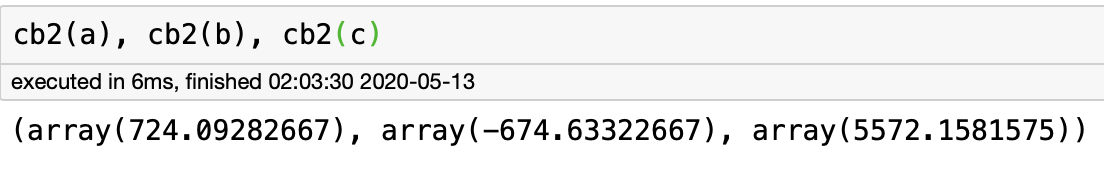 cb2(a), cb2(b), cb2(c)
executed in 6ms, finished 02:03:30 2020-05-13
(array(724.09282667), array(-674.63322667), array(5572.1581575))